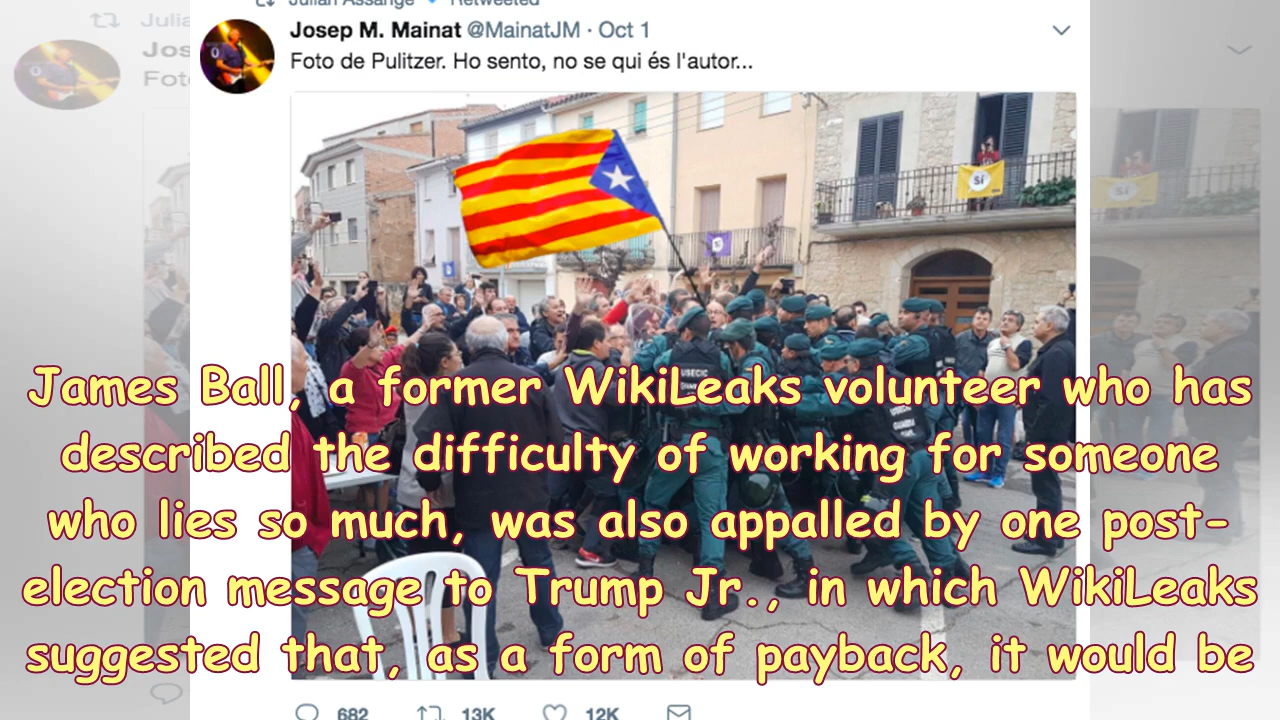 Julian Assange Retweeted
Josep M. Mainat @MainatJM · Oct 1
Foto de Pulitzer. Ho sento, no se qui és l'autor...
Sí
USECIC
James Ball, a former WikiLeaks volunteer who has
described the difficulty of working for someone
who lies so much, was also appalled by one post-
election message to Trump Jr., in which WikiLeaks
suggested that, as a form of payback, it would be
682 13K 12K